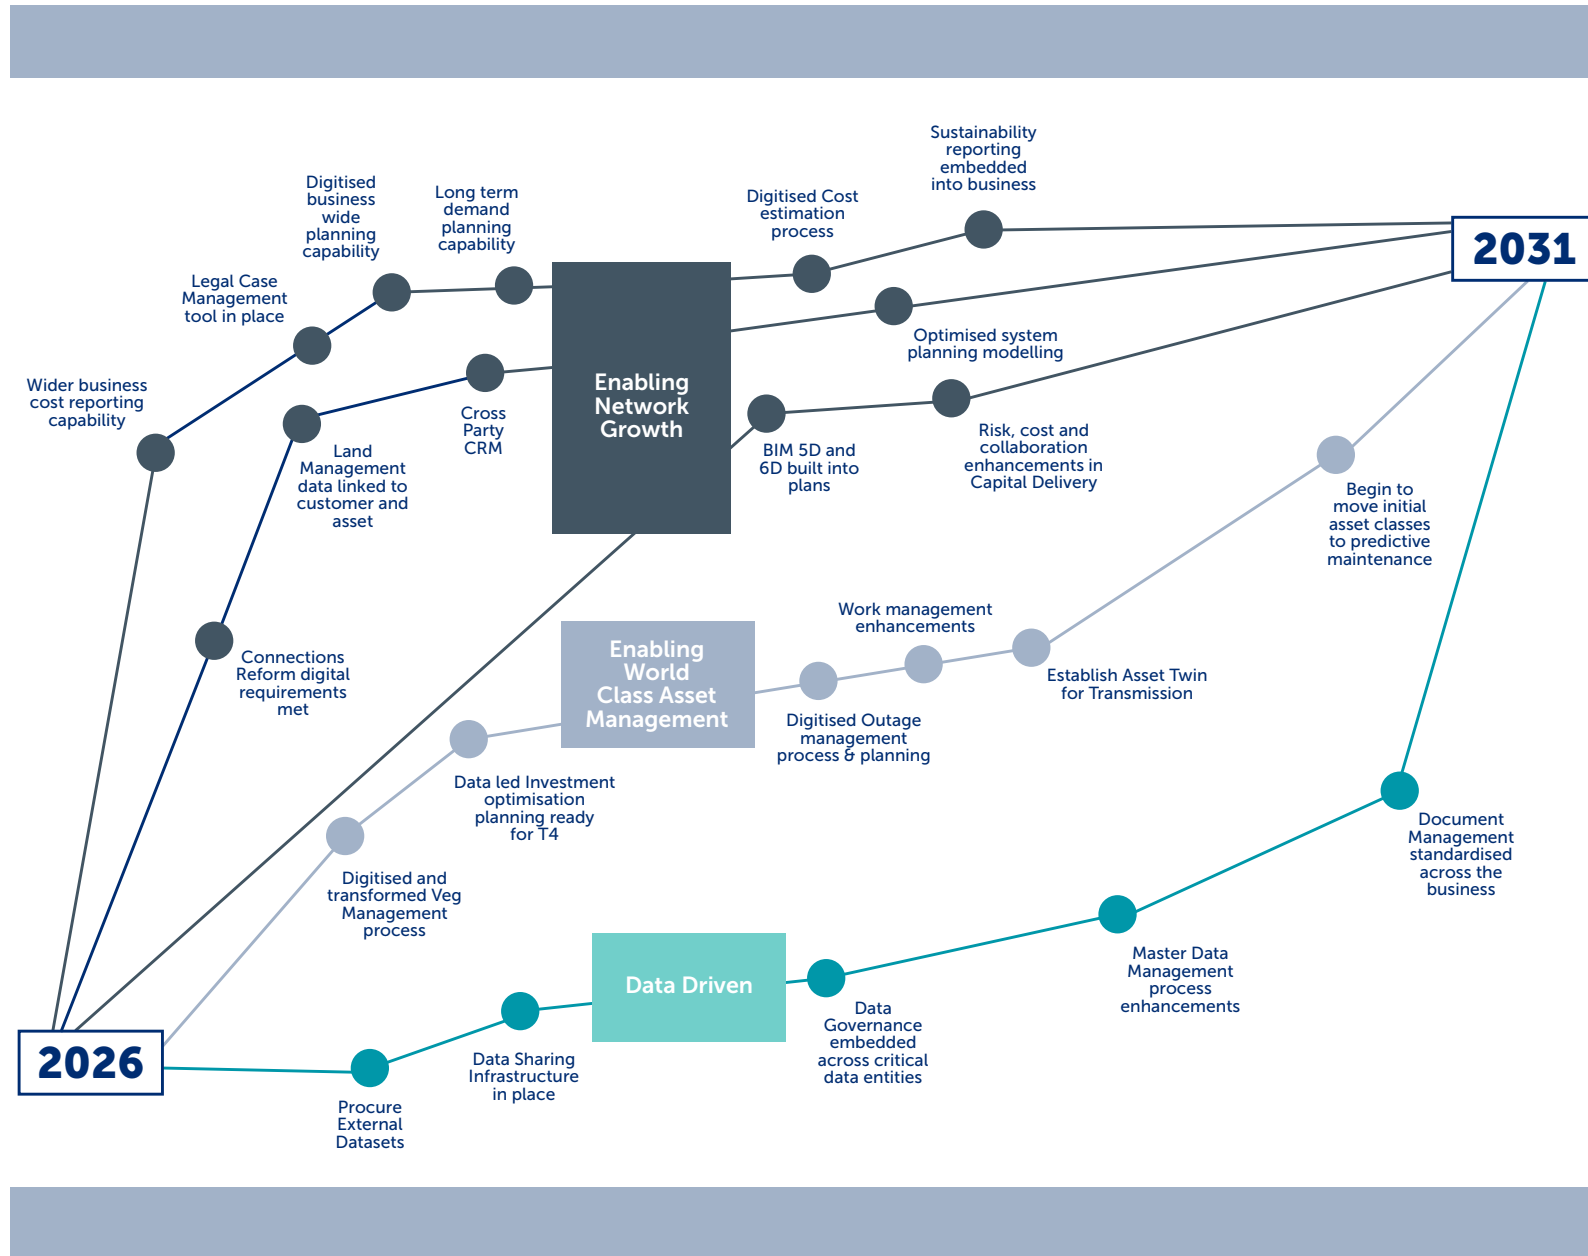 Sustainability
reporting
embedded
into business
Digitised
business
wide
planning
capability
Long term
demand
planning
capability
Digitised Cost
estimation
process
2031
Legal Case
Management
tool in place
Optimised system
planning modelling
Wider business
cost reporting
capability
Enabling
Network
Growth
Cross
Party
CRM
Land
Management
data linked to
customer and
asset
BIM 5D and
6D built into
plans
Risk, cost and
collaboration
enhancements in
Capital Delivery
Begin to
move initial
asset classes
to predictive
maintenance
Connections
Reform digital
requirements
met
Enabling
World
Class Asset
Management
Work management
enhancements
Establish Asset Twin
for Transmission
Digitised Outage
management
process & planning
Data led Investment
optimisation
planning ready
for T4
Document
Management
standardised
across the
business
Digitised and
transformed Veg
Management
process
Data Driven
Master Data
Management
process
enhancements
Data
Governance
embedded
across critical
data entities
2026
Data Sharing
Infrastructure
in place
Procure
External
Datasets